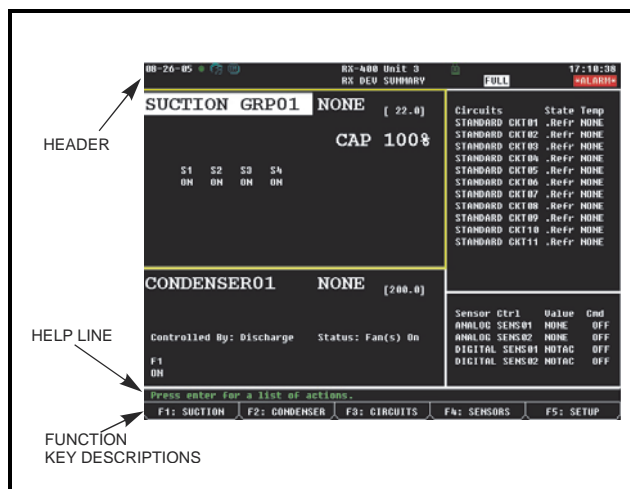 08-26-05 RX-400 Unit 3 17:10:38
RX DEV SUMMARY FULL *ALARM*
HEADER
SUCTION GRP01 NONE [ 22.0]
CAP 100%
S1 S2 S3 S4
ON ON ON ON
Circuits State Temp
STANDARD CKT01 .Refr NONE
STANDARD CKT02 .Refr NONE
STANDARD CKT03 .Refr NONE
STANDARD CKT04 .Refr NONE
STANDARD CKT05 .Refr NONE
STANDARD CKT06 .Refr NONE
STANDARD CKT07 .Refr NONE
STANDARD CKT08 .Refr NONE
STANDARD CKT09 .Refr NONE
STANDARD CKT10 .Refr NONE
STANDARD CKT11 .Refr NONE
CONDENSER01 NONE [200.0]
Controlled By: Discharge Status: Fan(s) On
F1
ON
Sensor Ctrl Value Cmd
ANALOG SENS01 NONE OFF
ANALOG SENS02 NONE OFF
DIGITAL SENS01 NOTAC OFF
DIGITAL SENS02 NOTAC OFF
HELP LINE
Press enter for a list of actions.
F1: SUCTION F2: CONDENSER F3: CIRCUITS F4: SENSORS F5: SETUP
FUNCTION
KEY DESCRIPTIONS